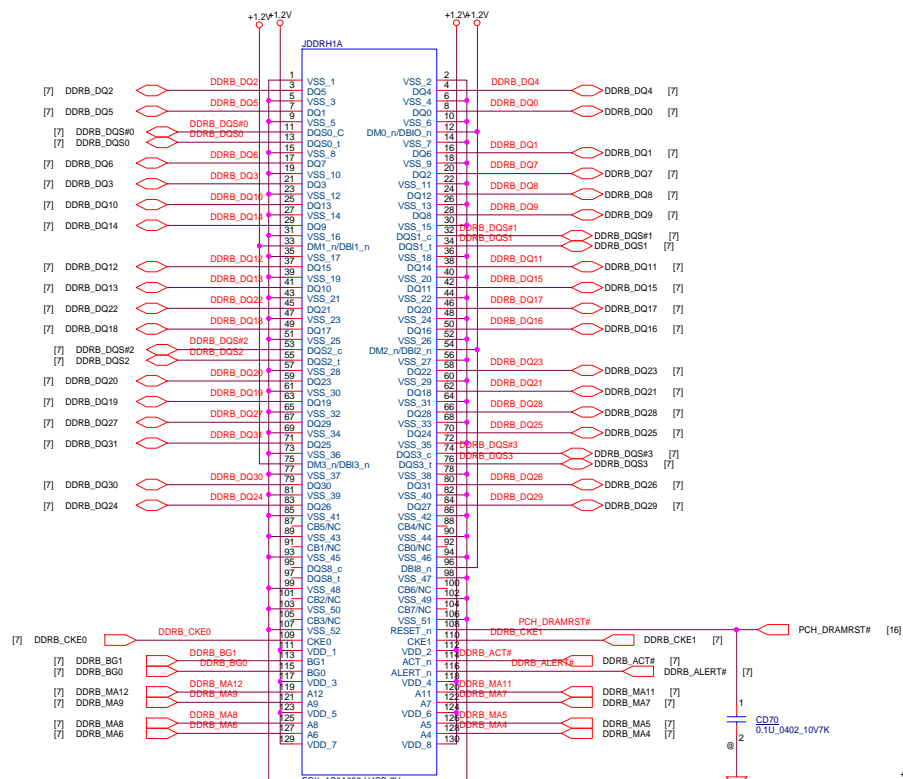 +1.2V +1.2V +1.2V
JDDRH1A
1 VSS_1 VSS_2 2
[7] DDRB_DQ2 DDRB_DQ2 3 DQ5 DQ4 4 DDRB_DQ4 DDRB_DQ4 [7]
5 VSS_3 VSS_4 6
[7] DDRB_DQ5 DDRB_DQ5 7 DQ1 DQ0 8 DDRB_DQ0 DDRB_DQ0 [7]
9 VSS_5 VSS_6 10
[7] DDRB_DQS#0 DDRB_DQS#0 11 DQS0_C DM0_n/DBIO_n 12
[7] DDRB_DQS0 DDRB_DQS0 13 DQS0_t VSS_7 14
15 VSS_8 DQ6 16 DDRB_DQ1 DDRB_DQ1 [7]
[7] DDRB_DQ6 DDRB_DQ6 17 DQ7 VSS_9 18
19 VSS_10 DQ2 20 DDRB_DQ7 DDRB_DQ7 [7]
[7] DDRB_DQ3 DDRB_DQ3 21 DQ3 VSS_11 22
23 VSS_12 DQ12 24 DDRB_DQ8 DDRB_DQ8 [7]
[7] DDRB_DQ10 DDRB_DQ10 25 DQ13 VSS_13 26
27 VSS_14 DQ8 28 DDRB_DQ9 DDRB_DQ9 [7]
[7] DDRB_DQ14 DDRB_DQ14 29 DQ9 VSS_15 30
31 VSS_16 DQS1_c 32 DDRB_DQS#1 DDRB_DQS#1 [7]
33 DM1_n/DBI1_n DQS1_t 34 DDRB_DQS1 DDRB_DQS1 [7]
35 VSS_17 VSS_18 36
[7] DDRB_DQ12 DDRB_DQ12 37 DQ15 DQ14 38 DDRB_DQ11 DDRB_DQ11 [7]
39 VSS_19 VSS_20 40
[7] DDRB_DQ13 DDRB_DQ13 41 DQ10 DQ11 42 DDRB_DQ15 DDRB_DQ15 [7]
43 VSS_21 VSS_22 44
[7] DDRB_DQ22 DDRB_DQ22 45 DQ21 DQ20 46 DDRB_DQ17 DDRB_DQ17 [7]
47 VSS_23 VSS_24 48
[7] DDRB_DQ18 DDRB_DQ18 49 DQ17 DQ16 50 DDRB_DQ16 DDRB_DQ16 [7]
51 VSS_25 VSS_26 52
[7] DDRB_DQS#2 DDRB_DQS#2 53 DQS2_c DM2_n/DBI2_n 54
[7] DDRB_DQS2 DDRB_DQS2 55 DQS2_t VSS_27 56
57 VSS_28 DQ22 58 DDRB_DQ23 DDRB_DQ23 [7]
[7] DDRB_DQ20 DDRB_DQ20 59 DQ23 VSS_29 60
61 VSS_30 DQ18 62 DDRB_DQ21 DDRB_DQ21 [7]
[7] DDRB_DQ19 DDRB_DQ19 63 DQ19 VSS_31 64
65 VSS_32 DQ28 66 DDRB_DQ28 DDRB_DQ28 [7]
[7] DDRB_DQ27 DDRB_DQ27 67 DQ29 VSS_33 68
69 VSS_34 DQ24 70 DDRB_DQ25 DDRB_DQ25 [7]
[7] DDRB_DQ31 DDRB_DQ31 71 DQ25 VSS_35 72
73 VSS_36 DQS3_c 74 DDRB_DQS#3 DDRB_DQS#3 [7]
75 DM3_n/DBI3_n DQS3_t 76 DDRB_DQS3 DDRB_DQS3 [7]
77 VSS_37 VSS_38 78
[7] DDRB_DQ30 DDRB_DQ30 79 DQ30 DQ31 80 DDRB_DQ26 DDRB_DQ26 [7]
81 VSS_39 VSS_40 82
[7] DDRB_DQ24 DDRB_DQ24 83 DQ26 DQ27 84 DDRB_DQ29 DDRB_DQ29 [7]
85 VSS_41 VSS_42 86
87 CB5/NC CB4/NC 88
89 VSS_43 VSS_44 90
91 CB1/NC CB0/NC 92
93 VSS_45 VSS_46 94
95 DQS8_c DBI8_n 96
97 DQS8_t VSS_47 98
99 VSS_48 CB6/NC 100
101 CB2/NC VSS_49 102
103 VSS_50 CB7/NC 104
105 CB3/NC VSS_51 106
107 VSS_52 RESET_n 108 PCH_DRAMRST# [16]
[7] DDRB_CKE0 DDRB_CKE0 109 CKE0 CKE1 110 DDRB_CKE1 DDRB_CKE1 [7]
111 VDD_1 VDD_2 112
[7] DDRB_BG1 DDRB_BG1 113 BG1 ACT_n 114 DDRB_ACT# DDRB_ACT# [7]
[7] DDRB_BG0 DDRB_BG0 115 BG0 ALERT_n 116 DDRB_ALERT# DDRB_ALERT# [7]
117 VDD_3 VDD_4 118
[7] DDRB_MA12 DDRB_MA12 119 A12 A11 120 DDRB_MA11 DDRB_MA11 [7]
[7] DDRB_MA9 DDRB_MA9 121 A9 A7 122 DDRB_MA7 DDRB_MA7 [7]
123 VDD_5 VDD_6 124
[7] DDRB_MA8 DDRB_MA8 125 A8 A5 126 DDRB_MA5 DDRB_MA5 [7]
[7] DDRB_MA6 DDRB_MA6 127 A6 A4 128 DDRB_MA4 DDRB_MA4 [7]
129 VDD_7 VDD_8 130
1
CD70
0.1U_0402_10V7K
2
@